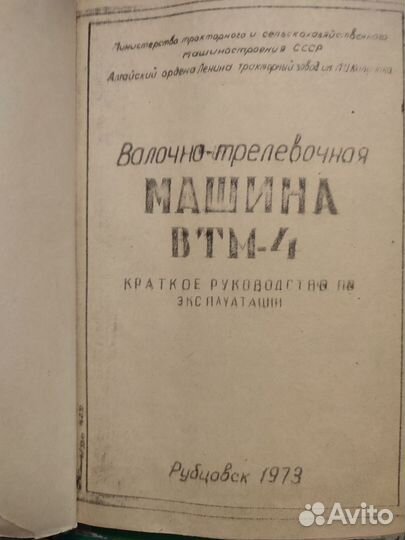 Министерство тракторного и сельскохозяйственного
машиностроения СССР
Алтайский ордена Ленина тракторный завод им.
Валочно-трелевочная
МАШИНА
ВТМ-4
КРАТКОЕ РУКОВОДСТВО ПО
ЭКСПЛУАТАЦИИ
Рубцовск 1973
Avito